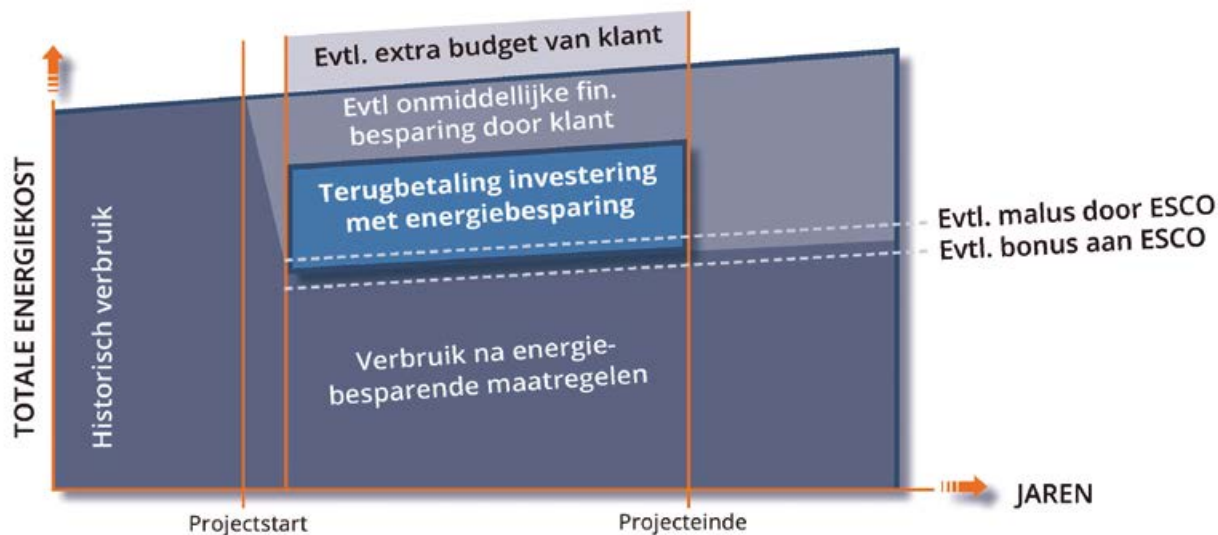 Evtl. extra budget van klant
Evtl onmiddellijke fin.
besparing door klant
Terugbetaling investering
met energiebesparing
Evtl. malus door ESCO
Evtl. bonus aan ESCO
TOTALE ENERGIEKOST
Historisch verbruik
Verbruik na energie-
besparende maatregelen
JAREN
Projectstart
Projecteinde